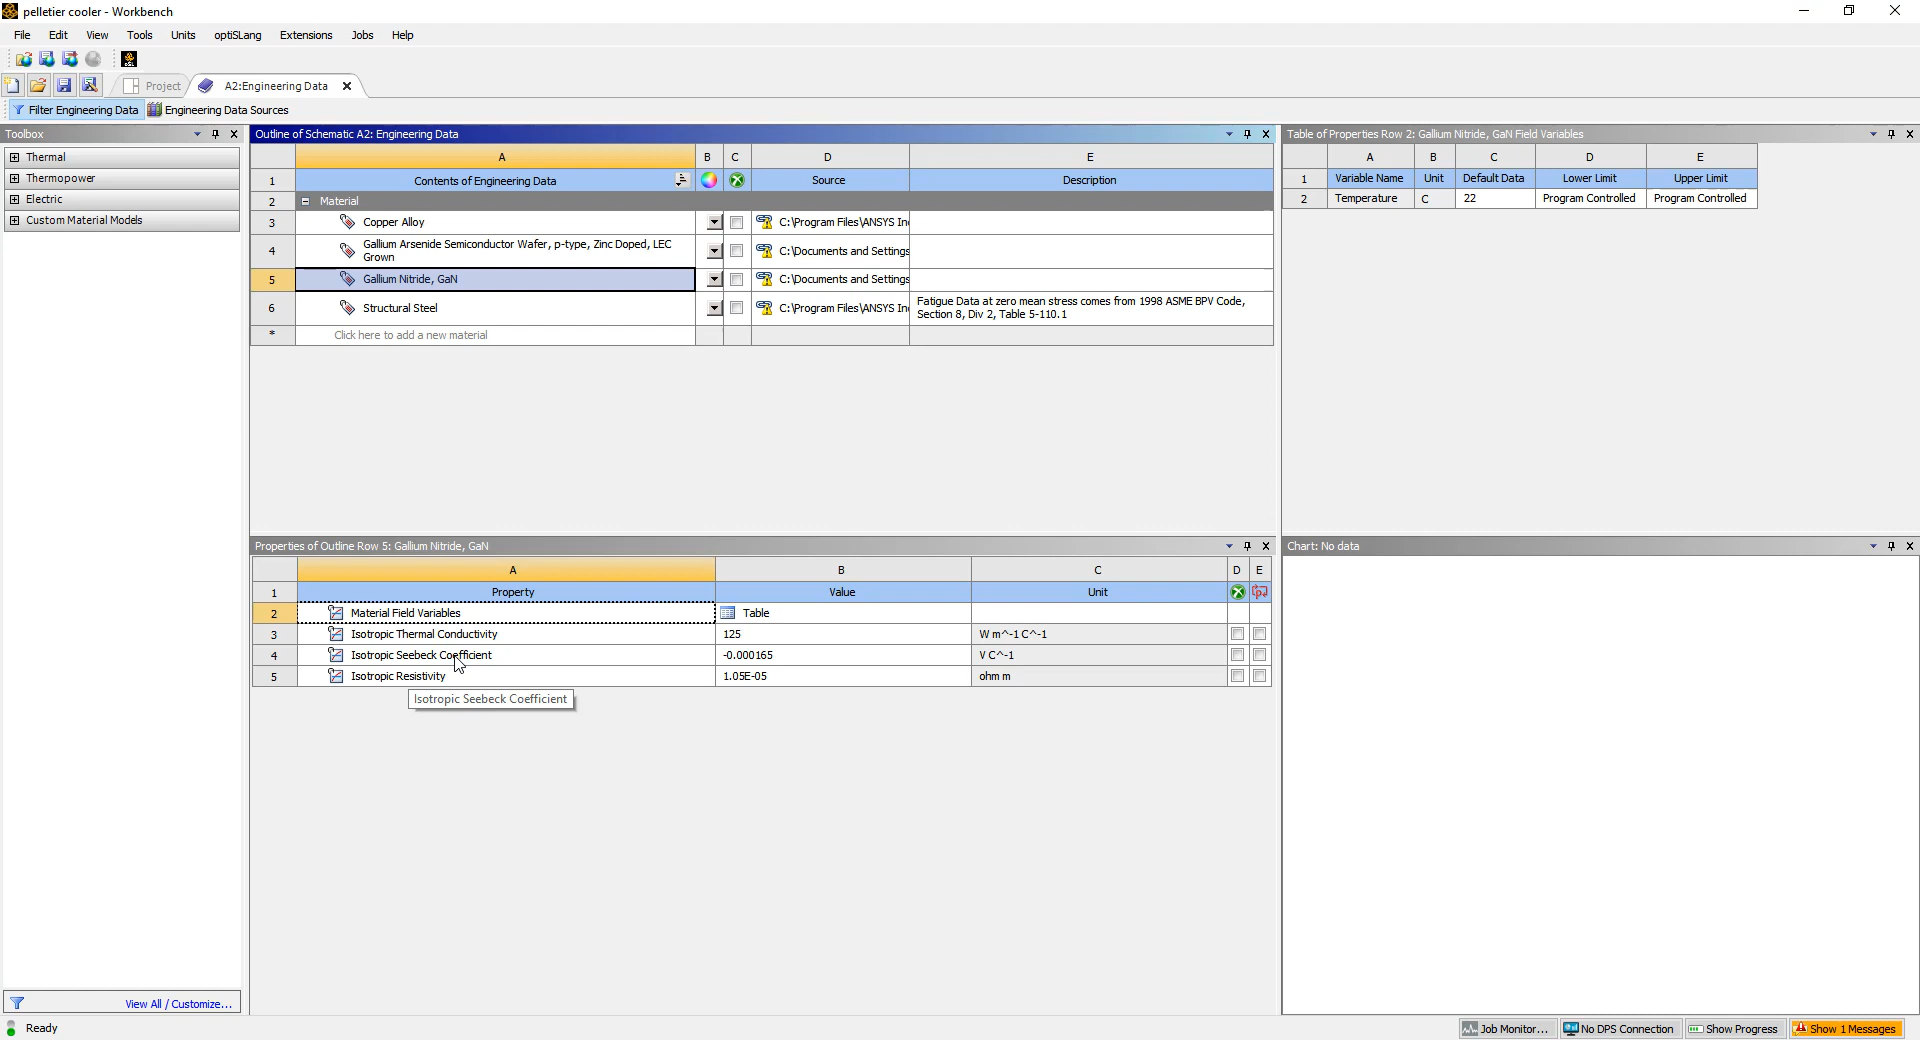 pelletier cooler - Workbench
File Edit View Tools Units optiSLang Extensions Jobs Help
Project A2:Engineering Data
Filter Engineering Data Engineering Data Sources
Toolbox
Thermal
Thermopower
Electric
Custom Material Models
View All / Customize...
Outline of Schematic A2: Engineering Data
A B C D E
1 Contents of Engineering Data Source Description
2 Material
3 Copper Alloy C:\Program Files\ANSYS In
4 Gallium Arsenide Semiconductor Wafer, p-type, Zinc Doped, LEC
Grown C:\Documents and Settings
5 Gallium Nitride, GaN C:\Documents and Settings
6 Structural Steel C:\Program Files\ANSYS In Fatigue Data at zero mean stress comes from 1998 ASME BPV Code,
Section 8, Div 2, Table 5-110.1
* Click here to add a new material
Table of Properties Row 2: Gallium Nitride, GaN Field Variables
A B C D E
1 Variable Name Unit Default Data Lower Limit Upper Limit
2 Temperature C 22 Program Controlled Program Controlled
Properties of Outline Row 5: Gallium Nitride, GaN
A B C D E
1 Property Value Unit
2 Material Field Variables Table
3 Isotropic Thermal Conductivity 125 W m^-1 C^-1
4 Isotropic Seebeck Coefficient -0.000165 V C^-1
5 Isotropic Resistivity 1.05E-05 ohm m
Isotropic Seebeck Coefficient
Chart: No data
Ready
Job Monitor... No DPS Connection Show Progress Show 1 Messages